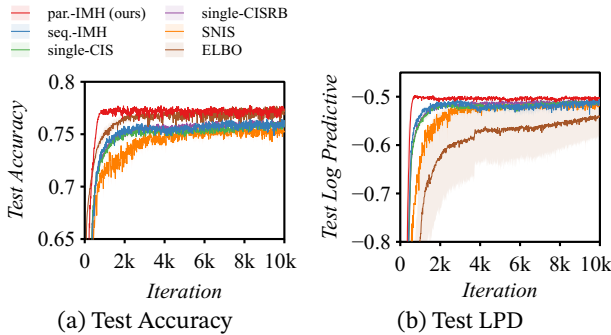 par.-IMH (ours)
seq.-IMH
single-CIS
single-CISRB
SNIS
ELBO
Test Accuracy
0.8
0.75
0.7
0.65
0 2k 4k 6k 8k 10k
Iteration
(a) Test Accuracy
Test Log Predictive
−0.5
−0.6
−0.7
−0.8
0 2k 4k 6k 8k 10k
Iteration
(b) Test LPD